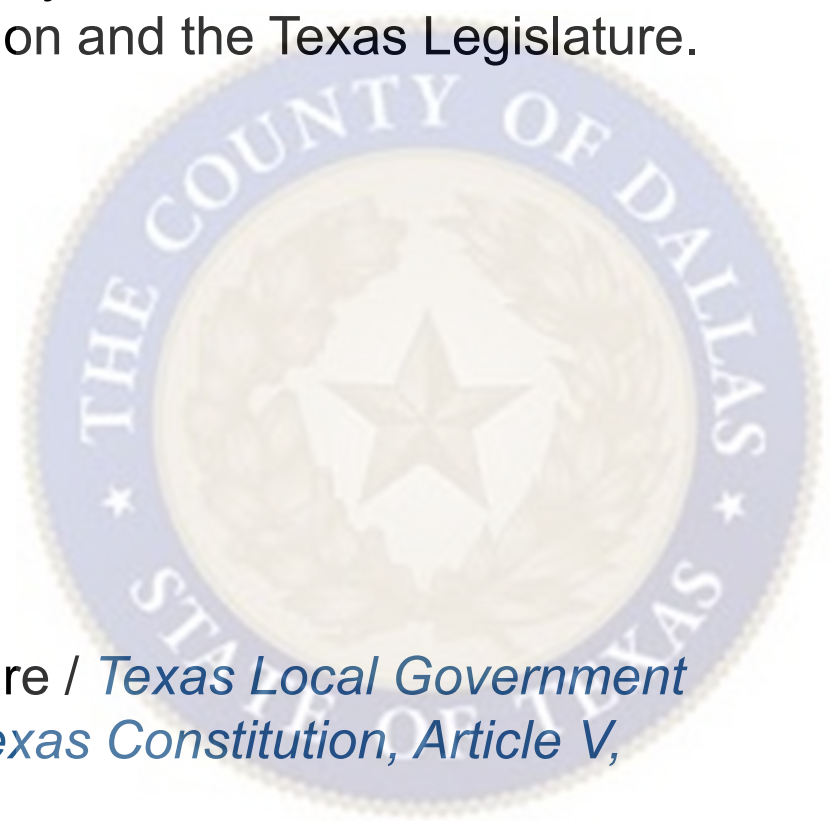 on and the Texas Legislature.
THE COUNTY OF DALLAS
STATE OF TEXAS
re / Texas Local Government
exas Constitution, Article V,